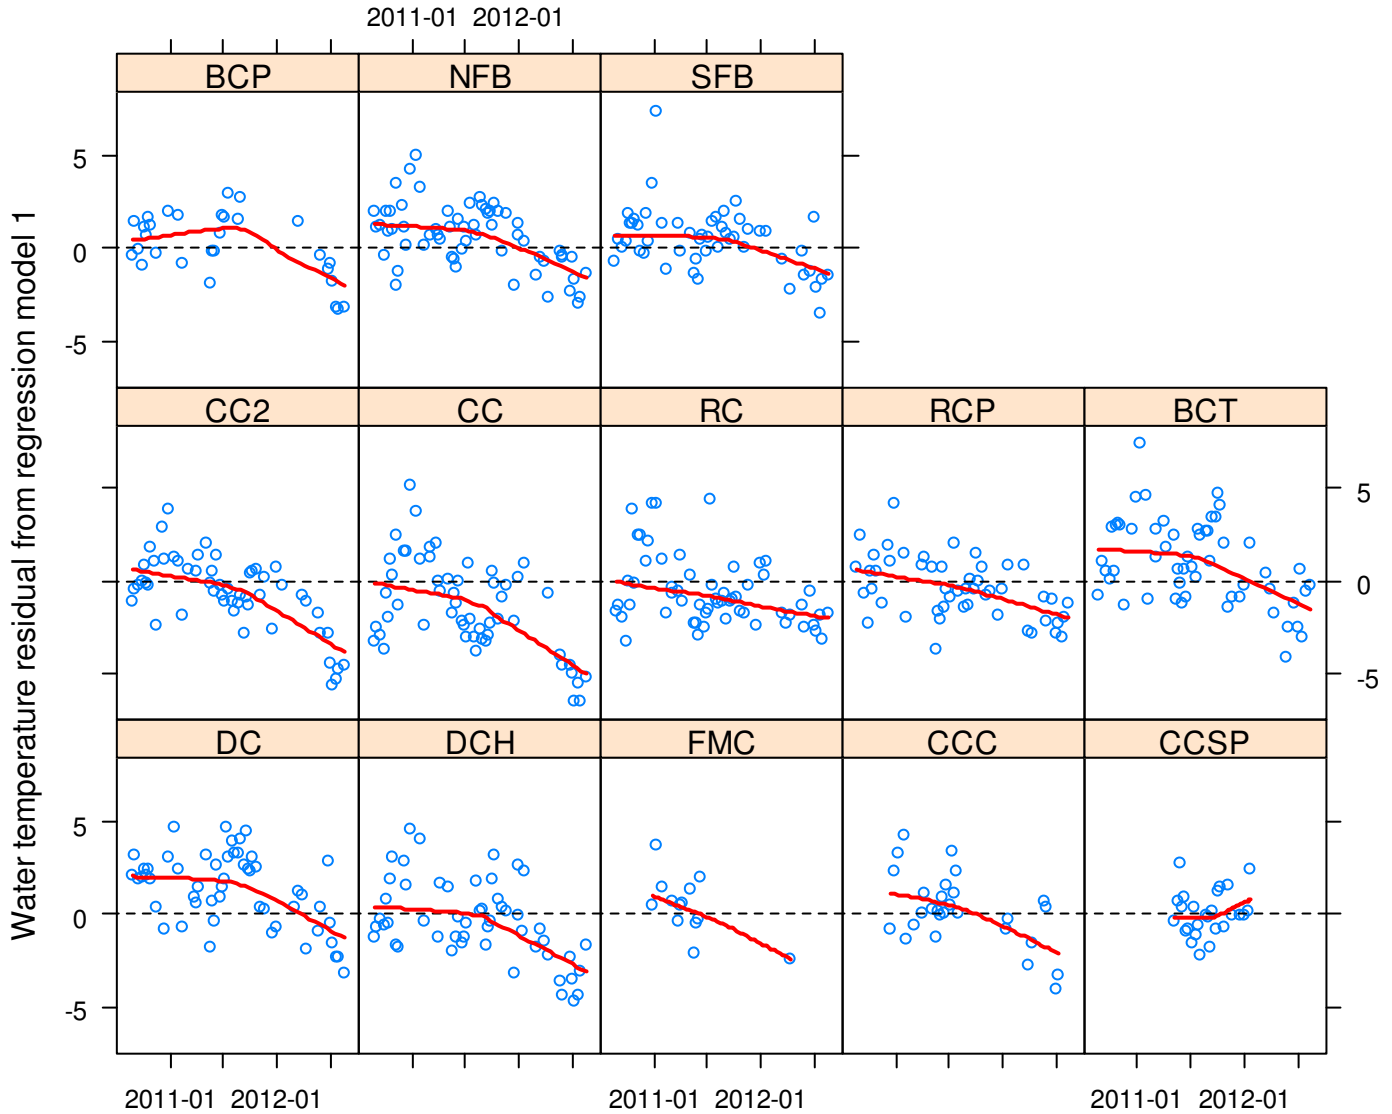 2011-01 2012-01
BCP NFB SFB
5
0
-5
CC2 CC RC RCP BCT
5
0
-5
DC DCH FMC CCC CCSP
5
0
-5
2011-01 2012-01 2011-01 2012-01 2011-01 2012-01
Water temperature residual from regression model 1